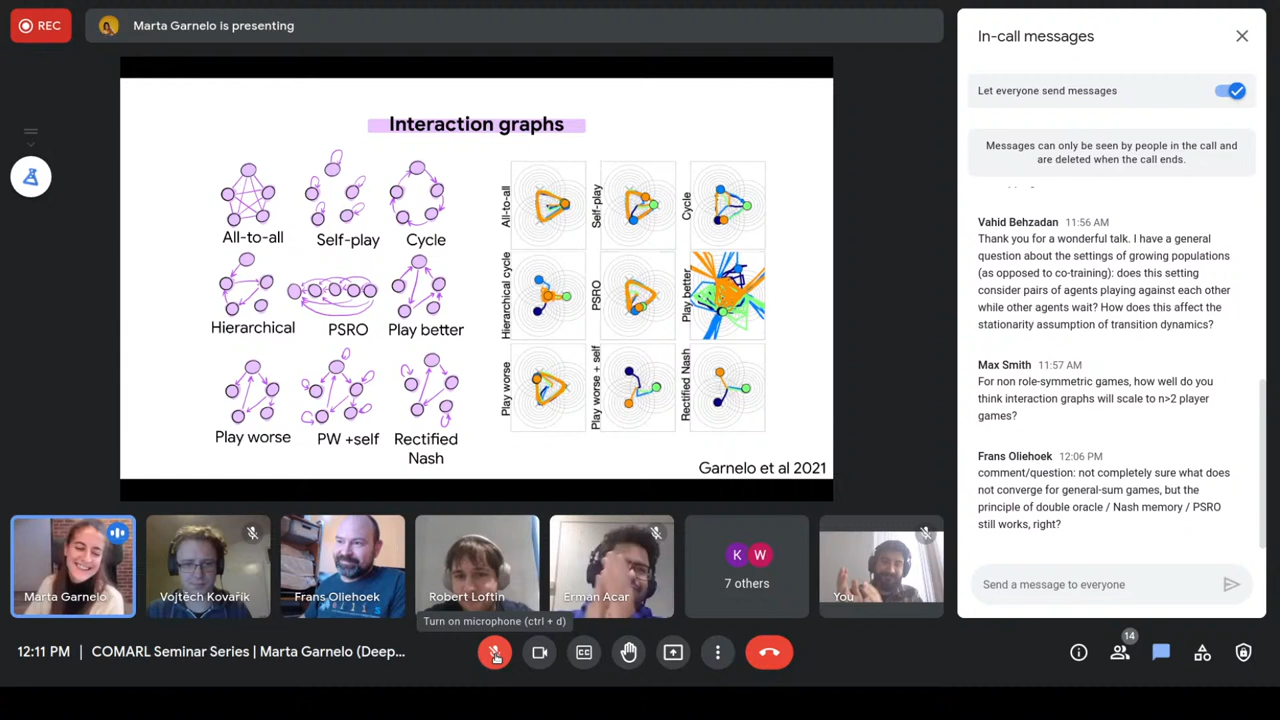 REC
Marta Garnelo is presenting
Interaction graphs
All-to-all
Self-play
Cycle
Hierarchical
PSRO
Play better
Play worse
PW +self
Rectified
Nash
All-to-all
Self-play
Cycle
Hierarchical cycle
PSRO
Play better
Play worse
Play worse + self
Rectified Nash
Garnelo et al 2021
Marta Garnelo
Vojtěch Kovařík
Frans Oliehoek
Robert Loftin
Erman Acar
K W
7 others
You
Turn on microphone (ctrl + d)
12:11 PM | COMARL Seminar Series | Marta Garnelo (Deep...
14
In-call messages
Let everyone send messages
Messages can only be seen by people in the call and
are deleted when the call ends.
Vahid Behzadan 11:56 AM
Thank you for a wonderful talk. I have a general
question about the settings of growing populations
(as opposed to co-training): does this setting
consider pairs of agents playing against each other
while other agents wait? How does this affect the
stationarity assumption of transition dynamics?
Max Smith 11:57 AM
For non role-symmetric games, how well do you
think interaction graphs will scale to n>2 player
games?
Frans Oliehoek 12:06 PM
comment/question: not completely sure what does
not converge for general-sum games, but the
principle of double oracle / Nash memory / PSRO
still works, right?
Send a message to everyone